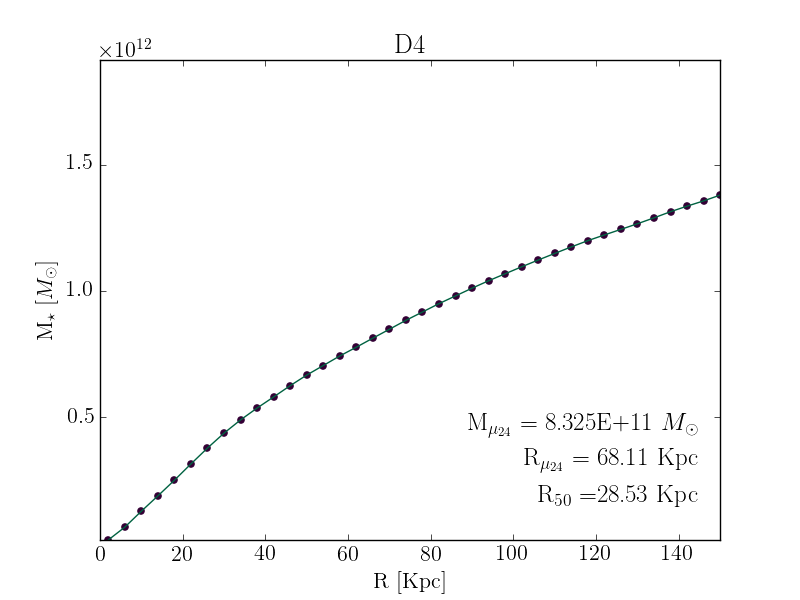 D4
×10¹²
1.5
1.0
0.5
M⋆ [M⊙]
M_μ₂₄ = 8.325E+11 M⊙
R_μ₂₄ = 68.11 Kpc
R₅₀ =28.53 Kpc
0 20 40 60 80 100 120 140
R [Kpc]